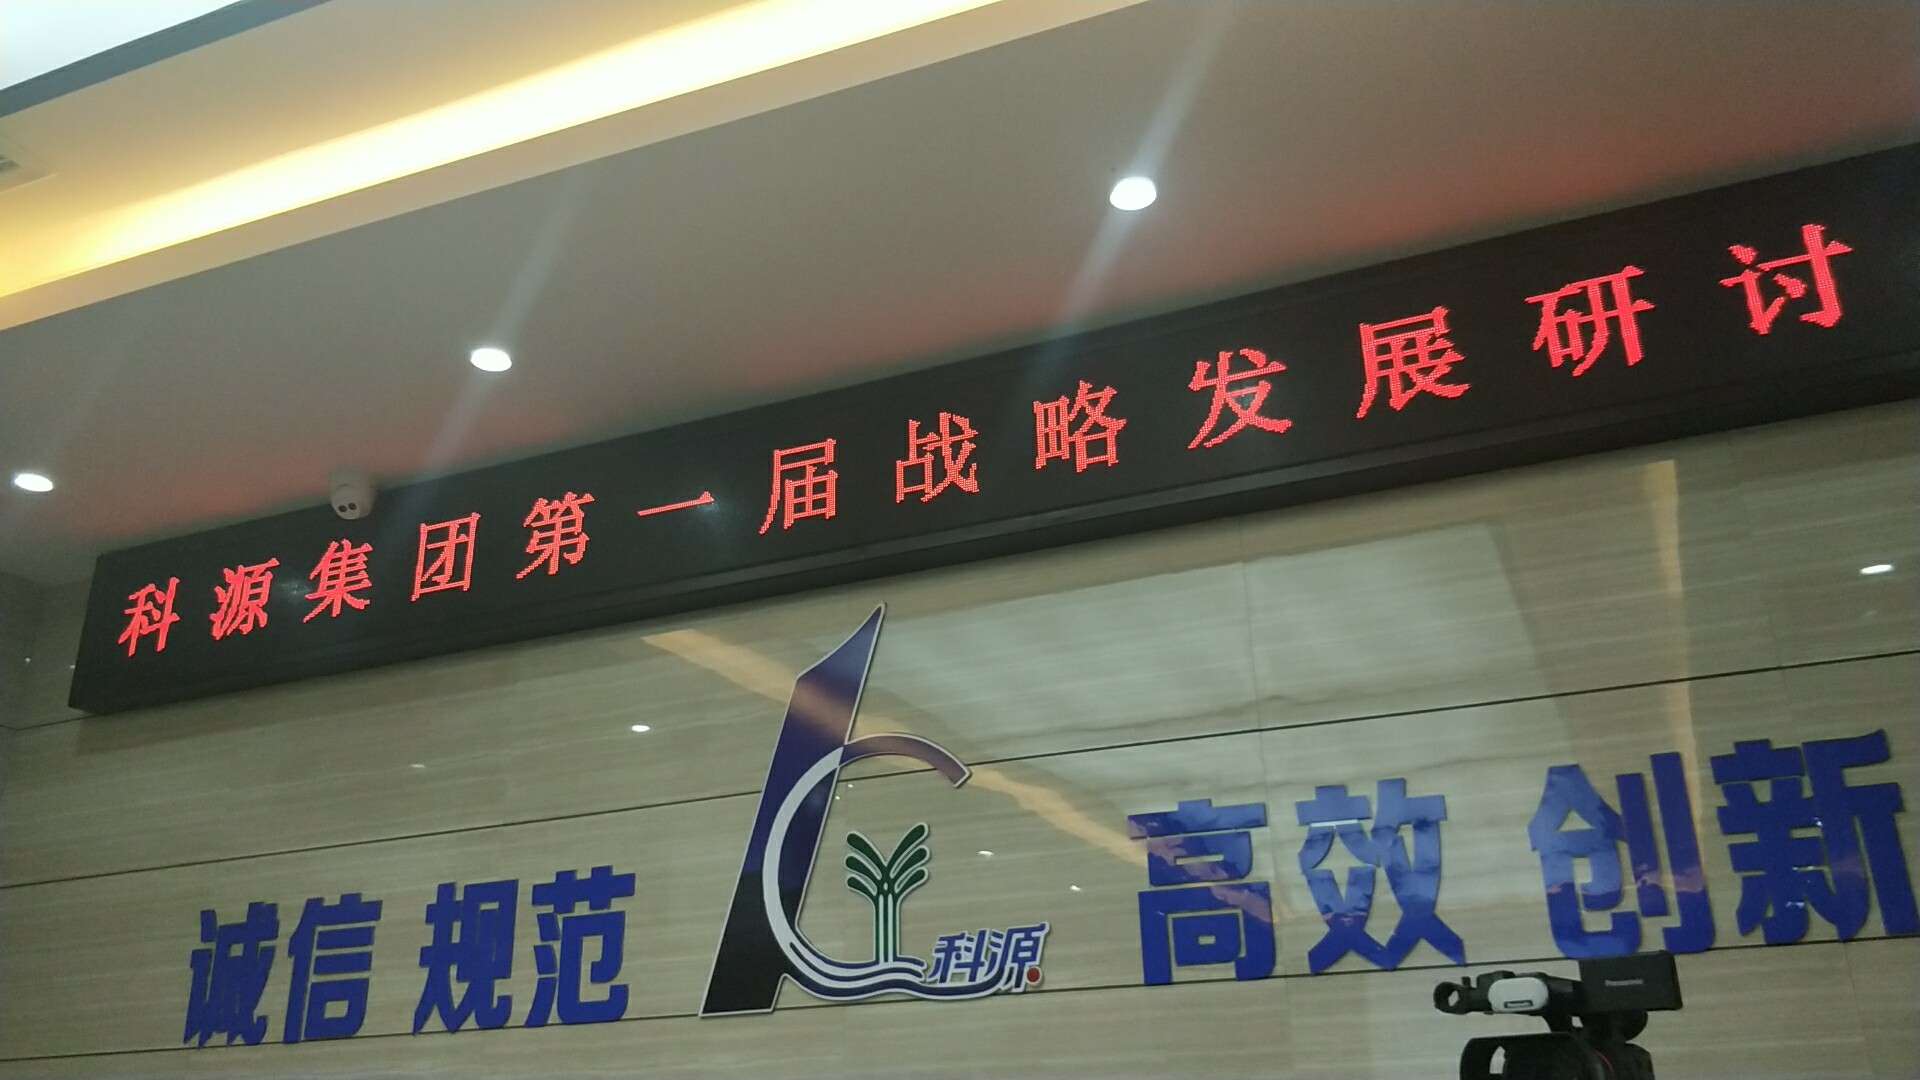 科源集团第一届战略发展研讨
诚信 规范
科源
高效 创新
Panasonic